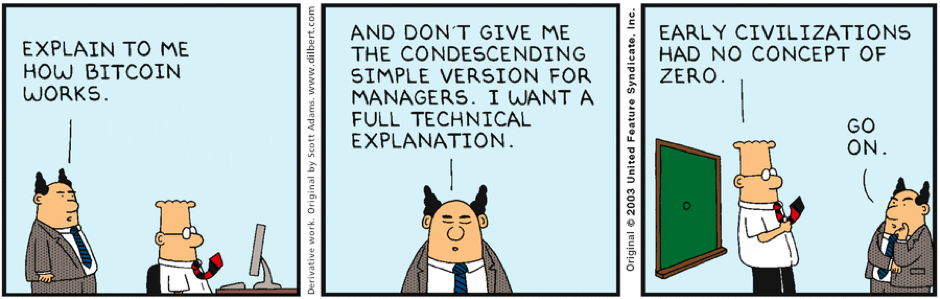 EXPLAIN TO ME
HOW BITCOIN
WORKS.
Derivative work. Original by Scott Adams. www.dilbert.com
AND DON'T GIVE ME
THE CONDESCENDING
SIMPLE VERSION FOR
MANAGERS. I WANT A
FULL TECHNICAL
EXPLANATION.
Original © 2003 United Feature Syndicate, Inc.
EARLY CIVILIZATIONS
HAD NO CONCEPT OF
ZERO.
GO
ON.